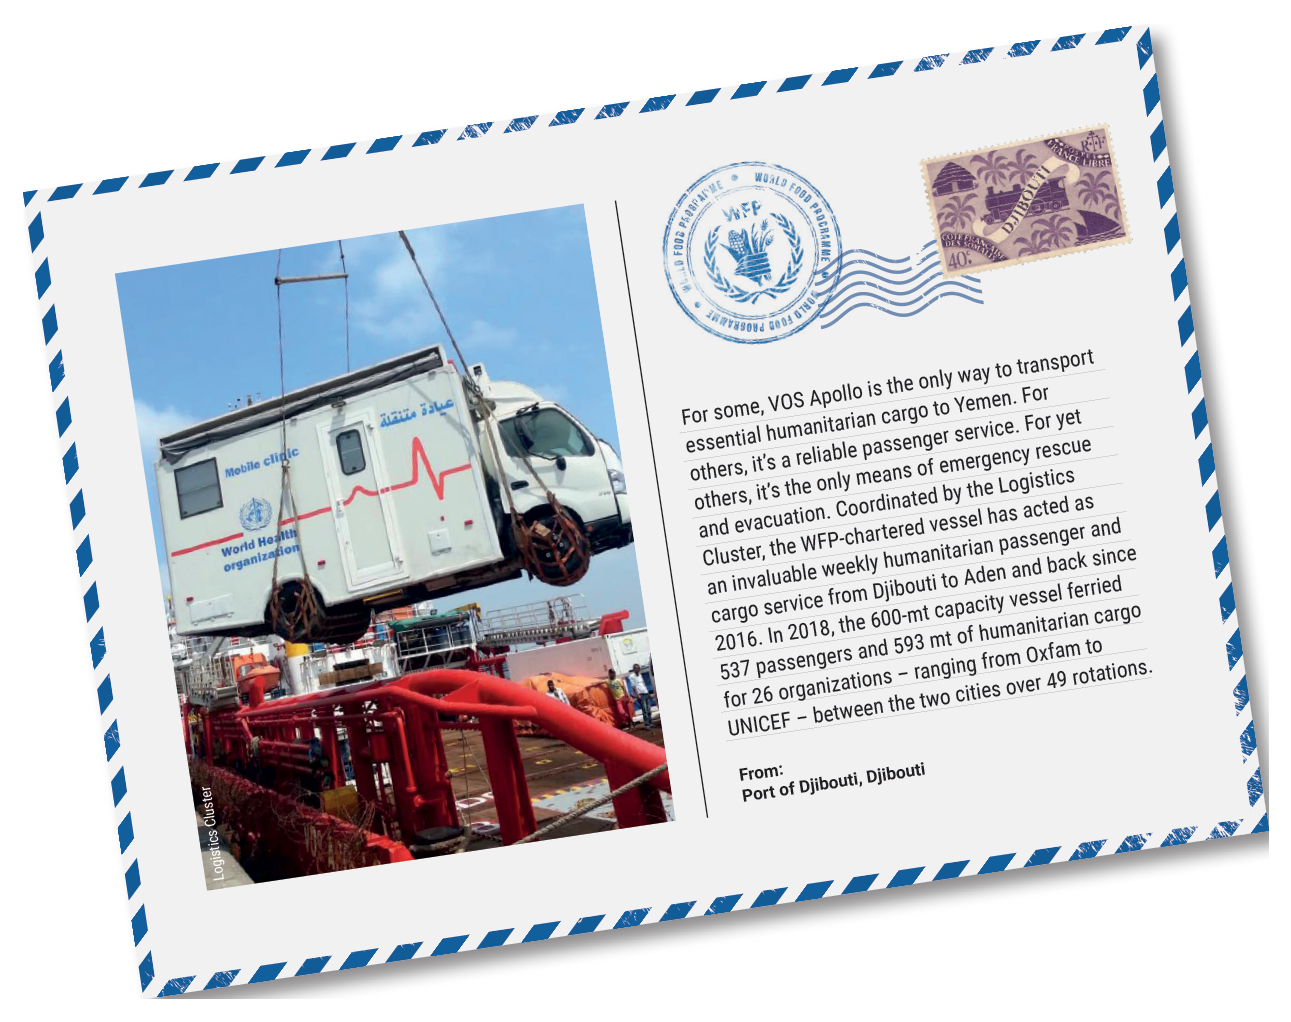 عيادة متنقلة
Mobile clinic
World Health
organization
Logistics Cluster
WORLD FOOD PROGRAMME
WORLD FOOD PROGRAMME
WORLD FOOD PROGRAMME
WFP
POSTES
FRANCE LIBRE
RF
DJIBOUTI
CÔTE FRANÇAISE
DES SOMALIS
40c
For some, VOS Apollo is the only way to transport
essential humanitarian cargo to Yemen. For
others, it’s a reliable passenger service. For yet
others, it’s the only means of emergency rescue
and evacuation. Coordinated by the Logistics
Cluster, the WFP-chartered vessel has acted as
an invaluable weekly humanitarian passenger and
cargo service from Djibouti to Aden and back since
2016. In 2018, the 600-mt capacity vessel ferried
537 passengers and 593 mt of humanitarian cargo
for 26 organizations – ranging from Oxfam to
UNICEF – between the two cities over 49 rotations.
From:
Port of Djibouti, Djibouti